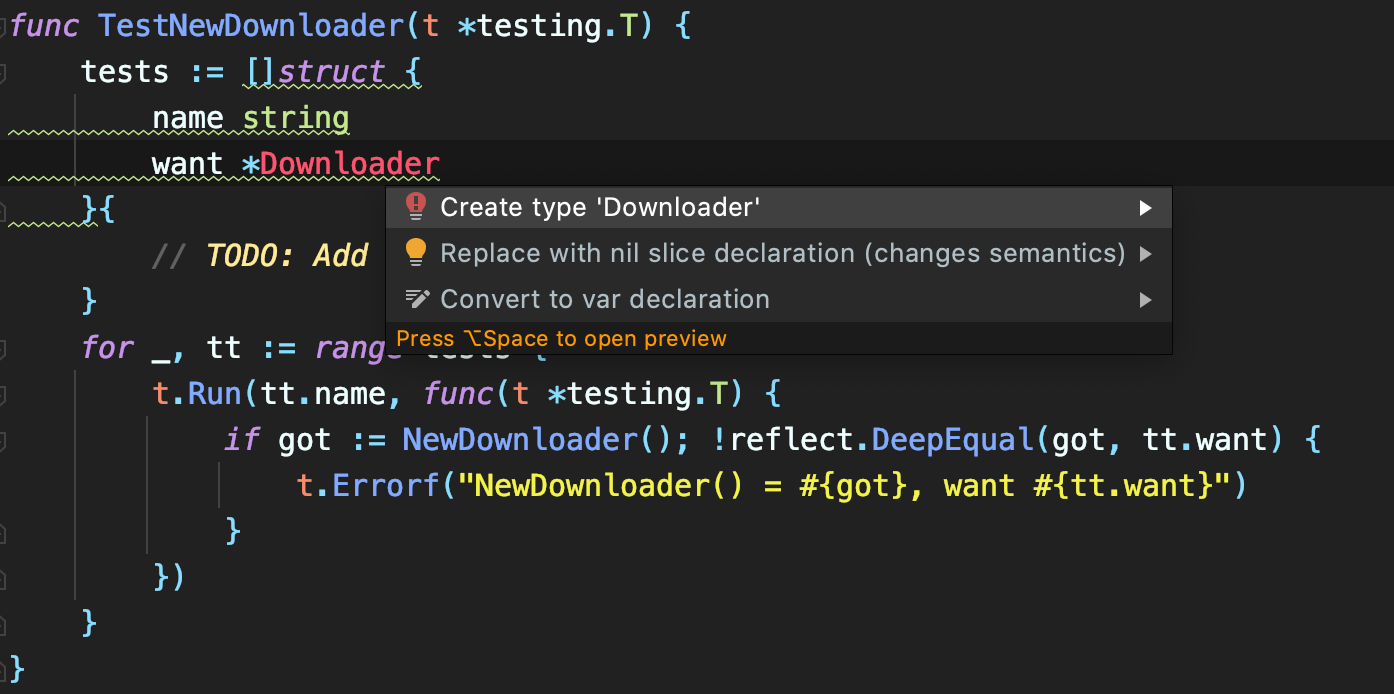 func TestNewDownloader(t *testing.T) {
tests := []struct {
name string
want *Downloader
}{
Create type 'Downloader'
Replace with nil slice declaration (changes semantics)
// TODO: Add
Convert to var declaration
}
Press ⌥Space to open preview
for _, tt := range tests {
t.Run(tt.name, func(t *testing.T) {
if got := NewDownloader(); !reflect.DeepEqual(got, tt.want) {
t.Errorf("NewDownloader() = #{got}, want #{tt.want}")
}
})
}
}